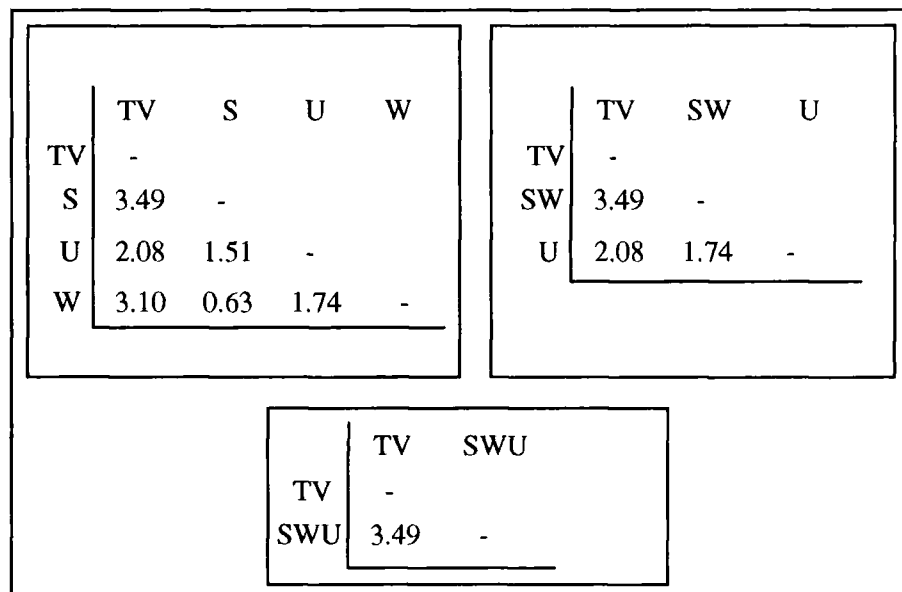 TV S U W
TV -
S 3.49 -
U 2.08 1.51 -
W 3.10 0.63 1.74 -
TV SW U
TV -
SW 3.49 -
U 2.08 1.74 -
TV SWU
TV -
SWU 3.49 -